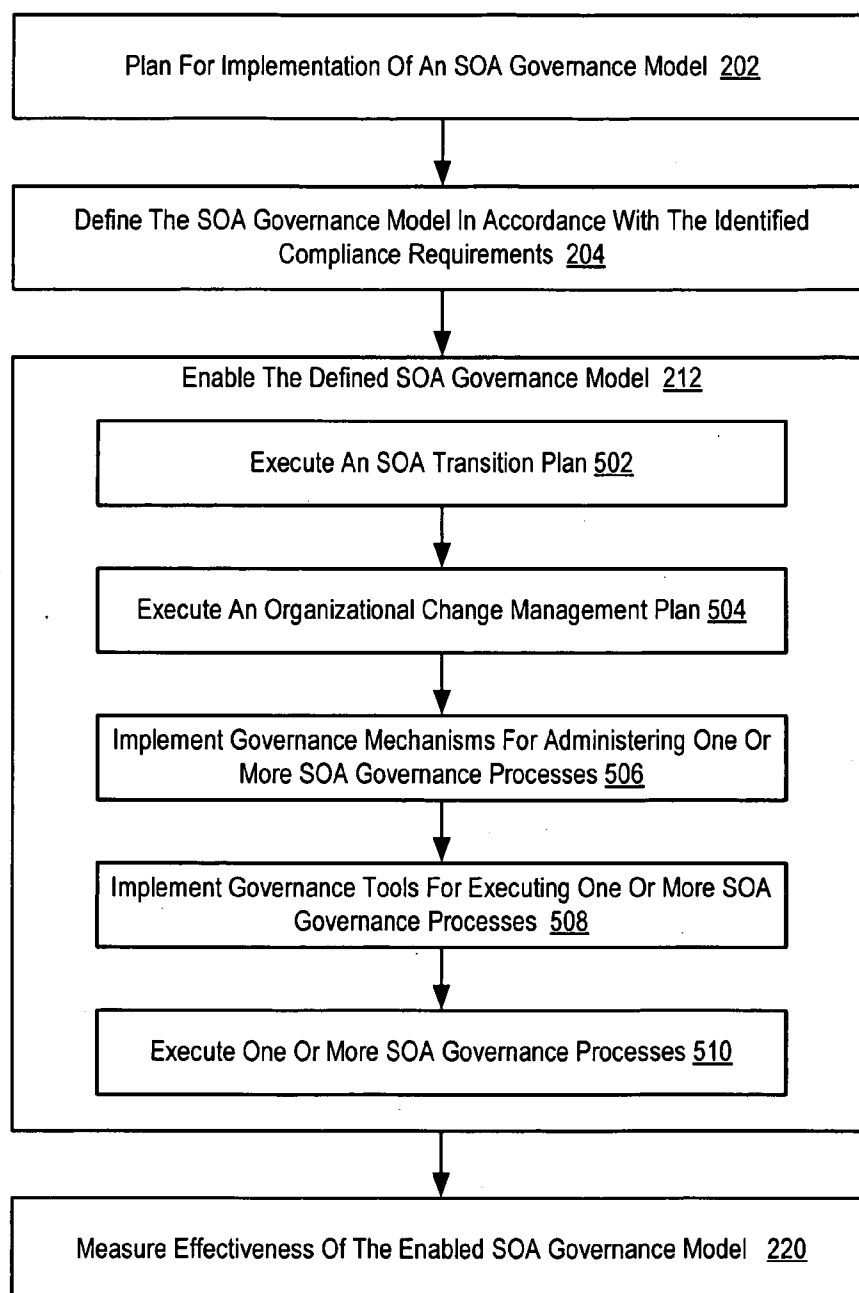 Plan For Implementation Of An SOA Governance Model 202
Define The SOA Governance Model In Accordance With The Identified
Compliance Requirements 204
Enable The Defined SOA Governance Model 212
Execute An SOA Transition Plan 502
Execute An Organizational Change Management Plan 504
Implement Governance Mechanisms For Administering One Or
More SOA Governance Processes 506
Implement Governance Tools For Executing One Or More SOA
Governance Processes 508
Execute One Or More SOA Governance Processes 510
Measure Effectiveness Of The Enabled SOA Governance Model 220